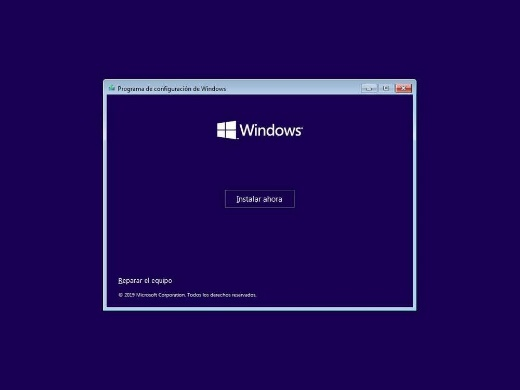 Programa de configuración de Windows
Windows
Instalar ahora
Reparar el equipo
© 2019 Microsoft Corporation. Todos los derechos reservados.